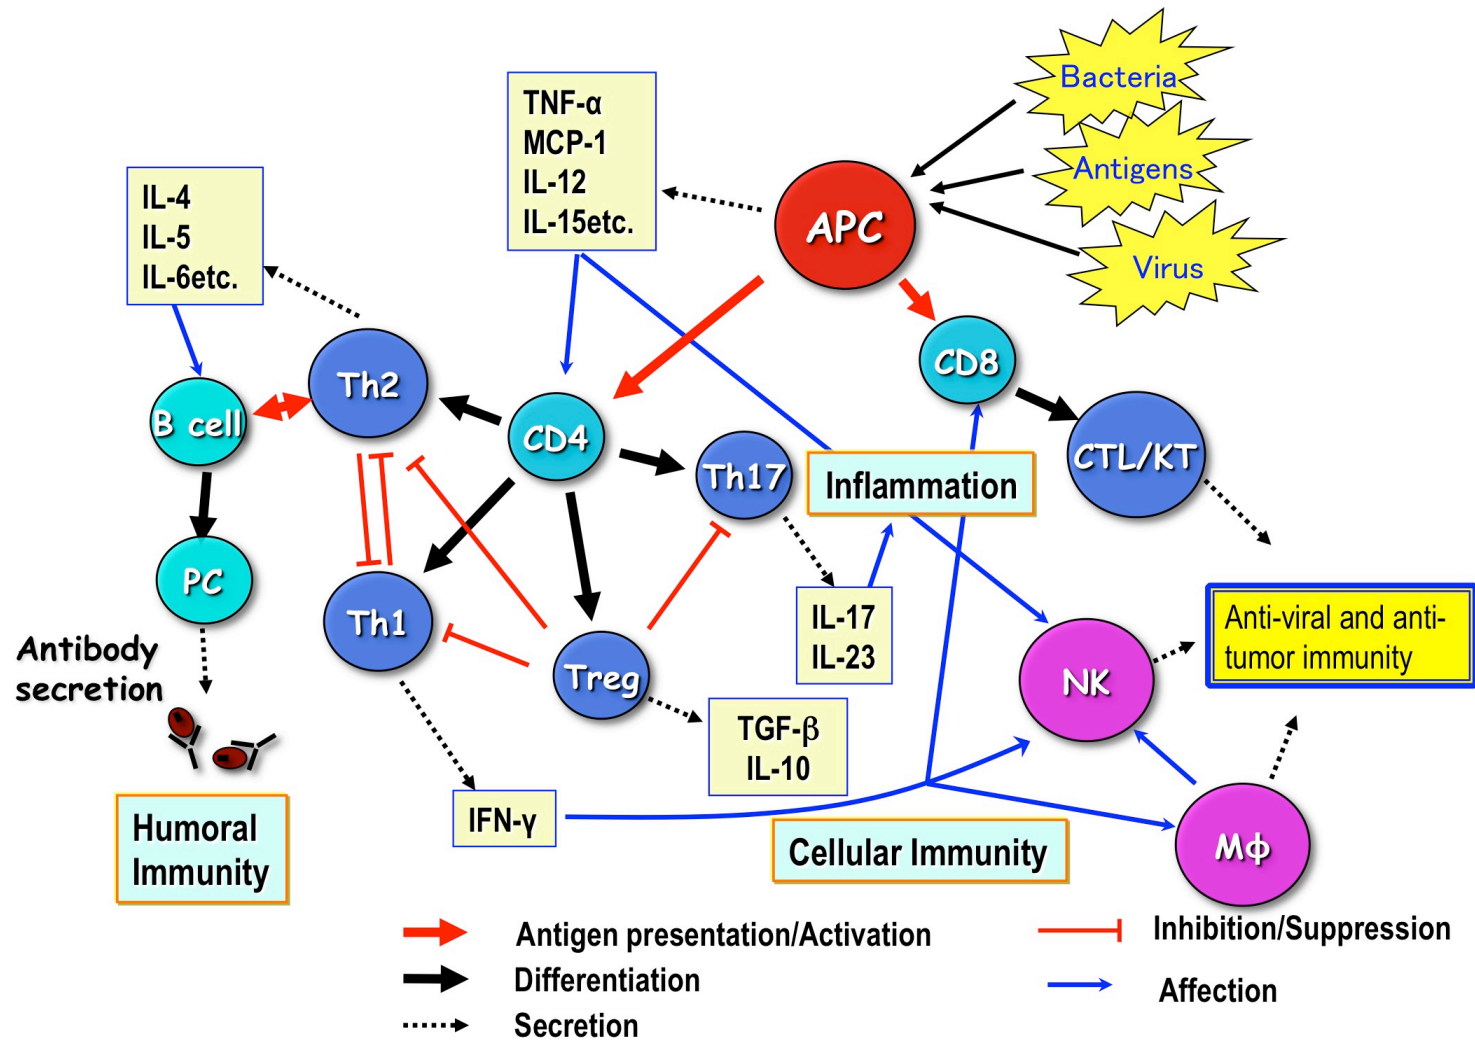 Bacteria
Antigens
Virus
TNF-α
MCP-1
IL-12
IL-15etc.
APC
IL-4
IL-5
IL-6etc.
Th2
CD8
B cell
CD4
Th17
CTL/KT
Inflammation
PC
Th1
Treg
IL-17
IL-23
NK
Anti-viral and anti-
tumor immunity
Antibody
secretion
TGF-β
IL-10
IFN-γ
Mφ
Humoral
Immunity
Cellular Immunity
Antigen presentation/Activation
Inhibition/Suppression
Differentiation
Affection
Secretion